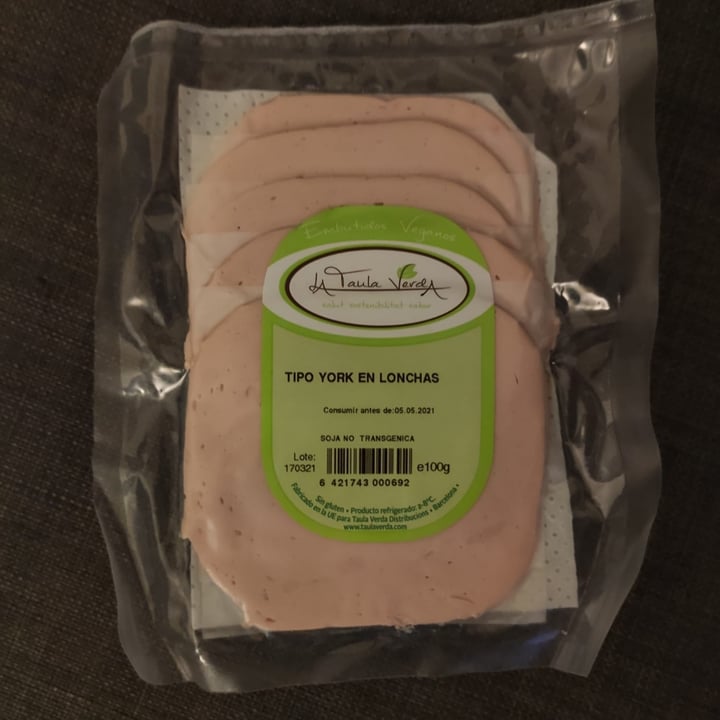 Embutidos Veganos
LA Taula VerdA
salut sostenibilitat sabor
TIPO YORK EN LONCHAS
Consumir antes de:05.05.2021
SOJA NO TRANSGENICA
Lote:
170321
e100g
6 421743 000692
Sin gluten • Producto refrigerado: 2-8°C.
Fabricado en la UE para Taula Verda Distribucions • Barcelona •
www.taulaverda.com